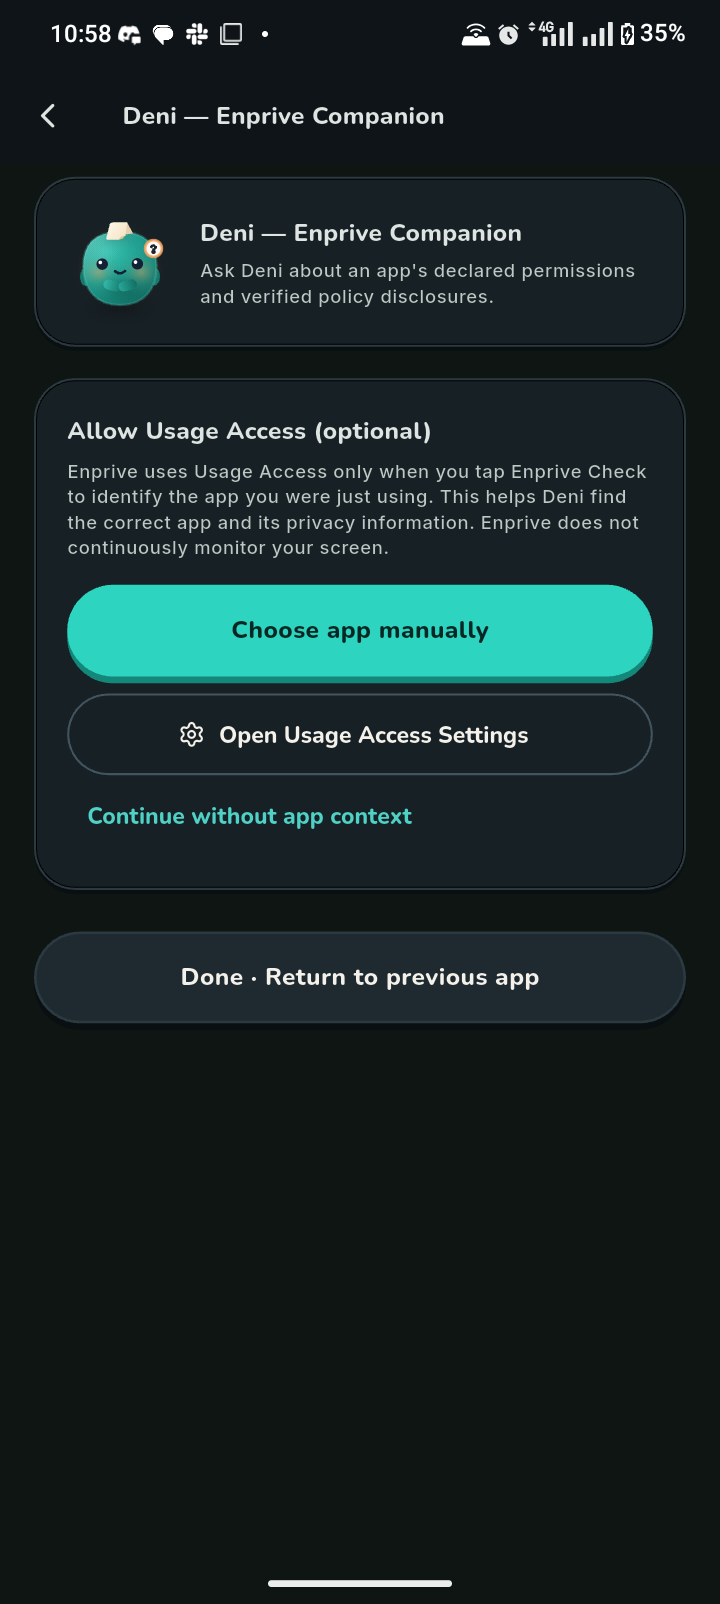 10:58
4G
35%
Deni — Enprive Companion
?
Deni — Enprive Companion
Ask Deni about an app's declared permissions
and verified policy disclosures.
Allow Usage Access (optional)
Enprive uses Usage Access only when you tap Enprive Check
to identify the app you were just using. This helps Deni find
the correct app and its privacy information. Enprive does not
continuously monitor your screen.
Choose app manually
Open Usage Access Settings
Continue without app context
Done · Return to previous app